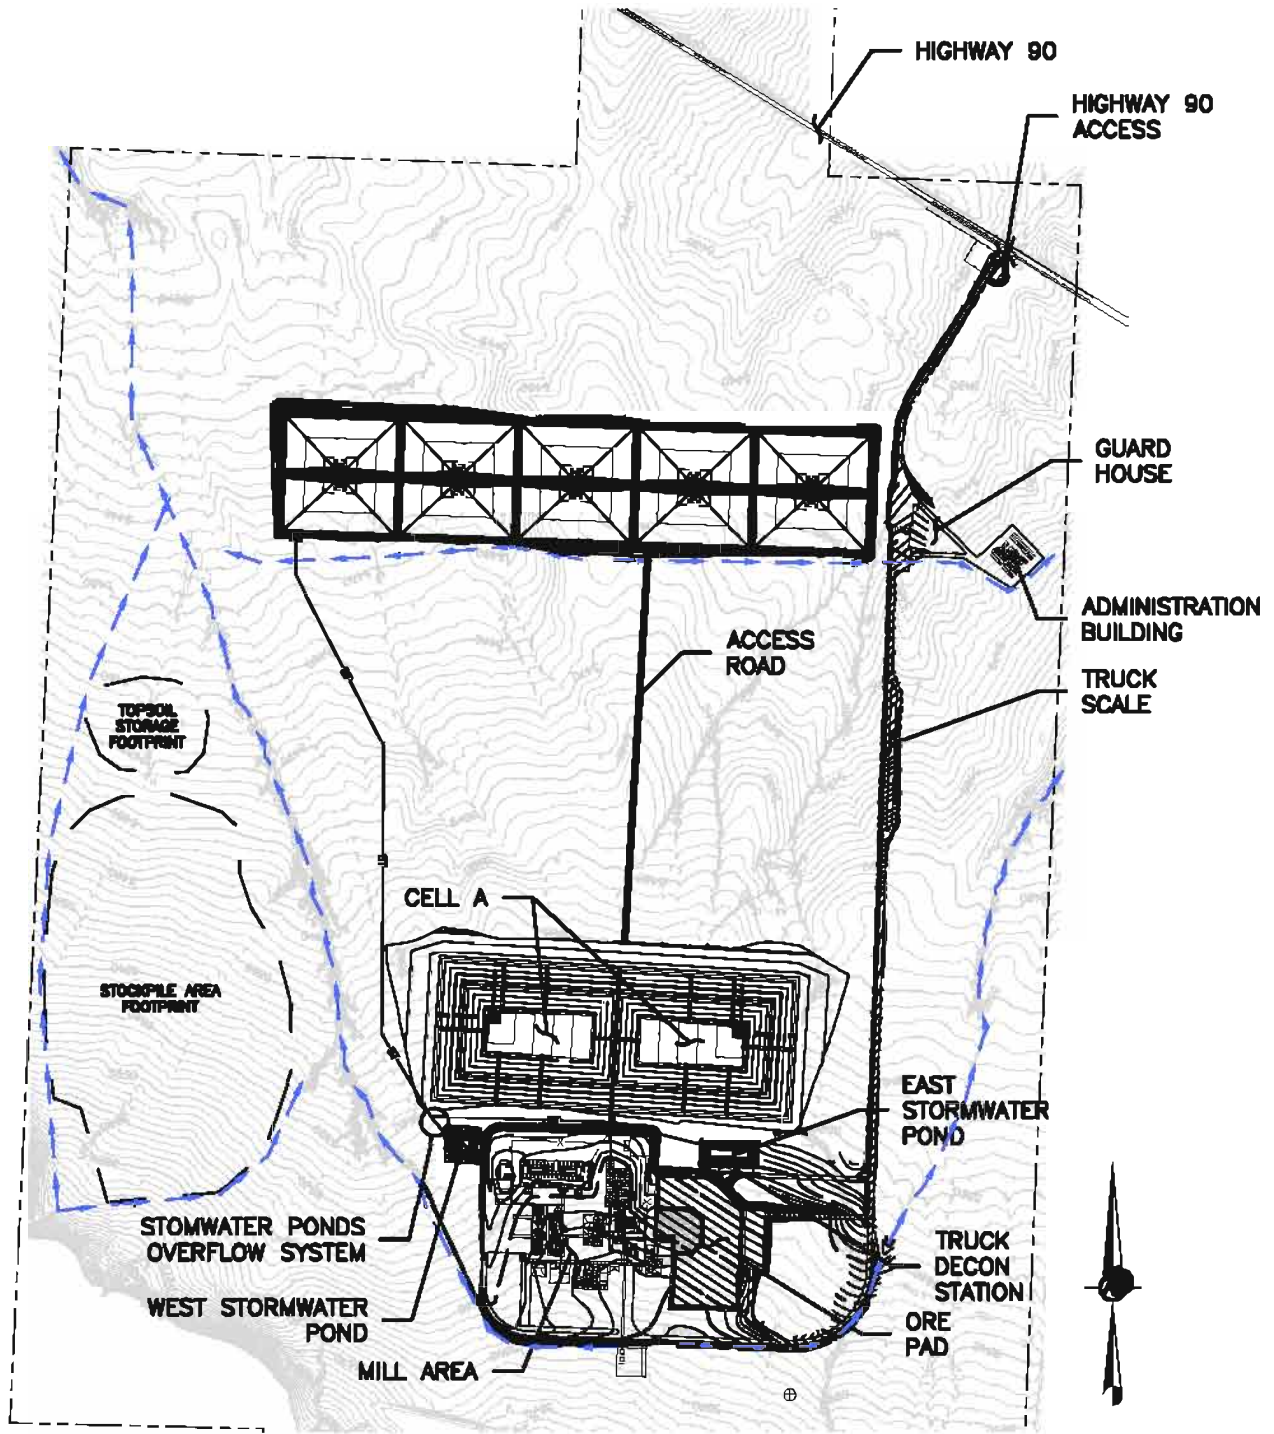 HIGHWAY 90
HIGHWAY 90
ACCESS
GUARD
HOUSE
ADMINISTRATION
BUILDING
ACCESS
ROAD
TRUCK
SCALE
TOPSOIL
STORAGE
FOOTPRINT
CELL A
STOCKPILE AREA
FOOTPRINT
EAST
STORMWATER
POND
STOMWATER PONDS
OVERFLOW SYSTEM
TRUCK
DECON
STATION
WEST STORMWATER
POND
ORE
PAD
MILL AREA